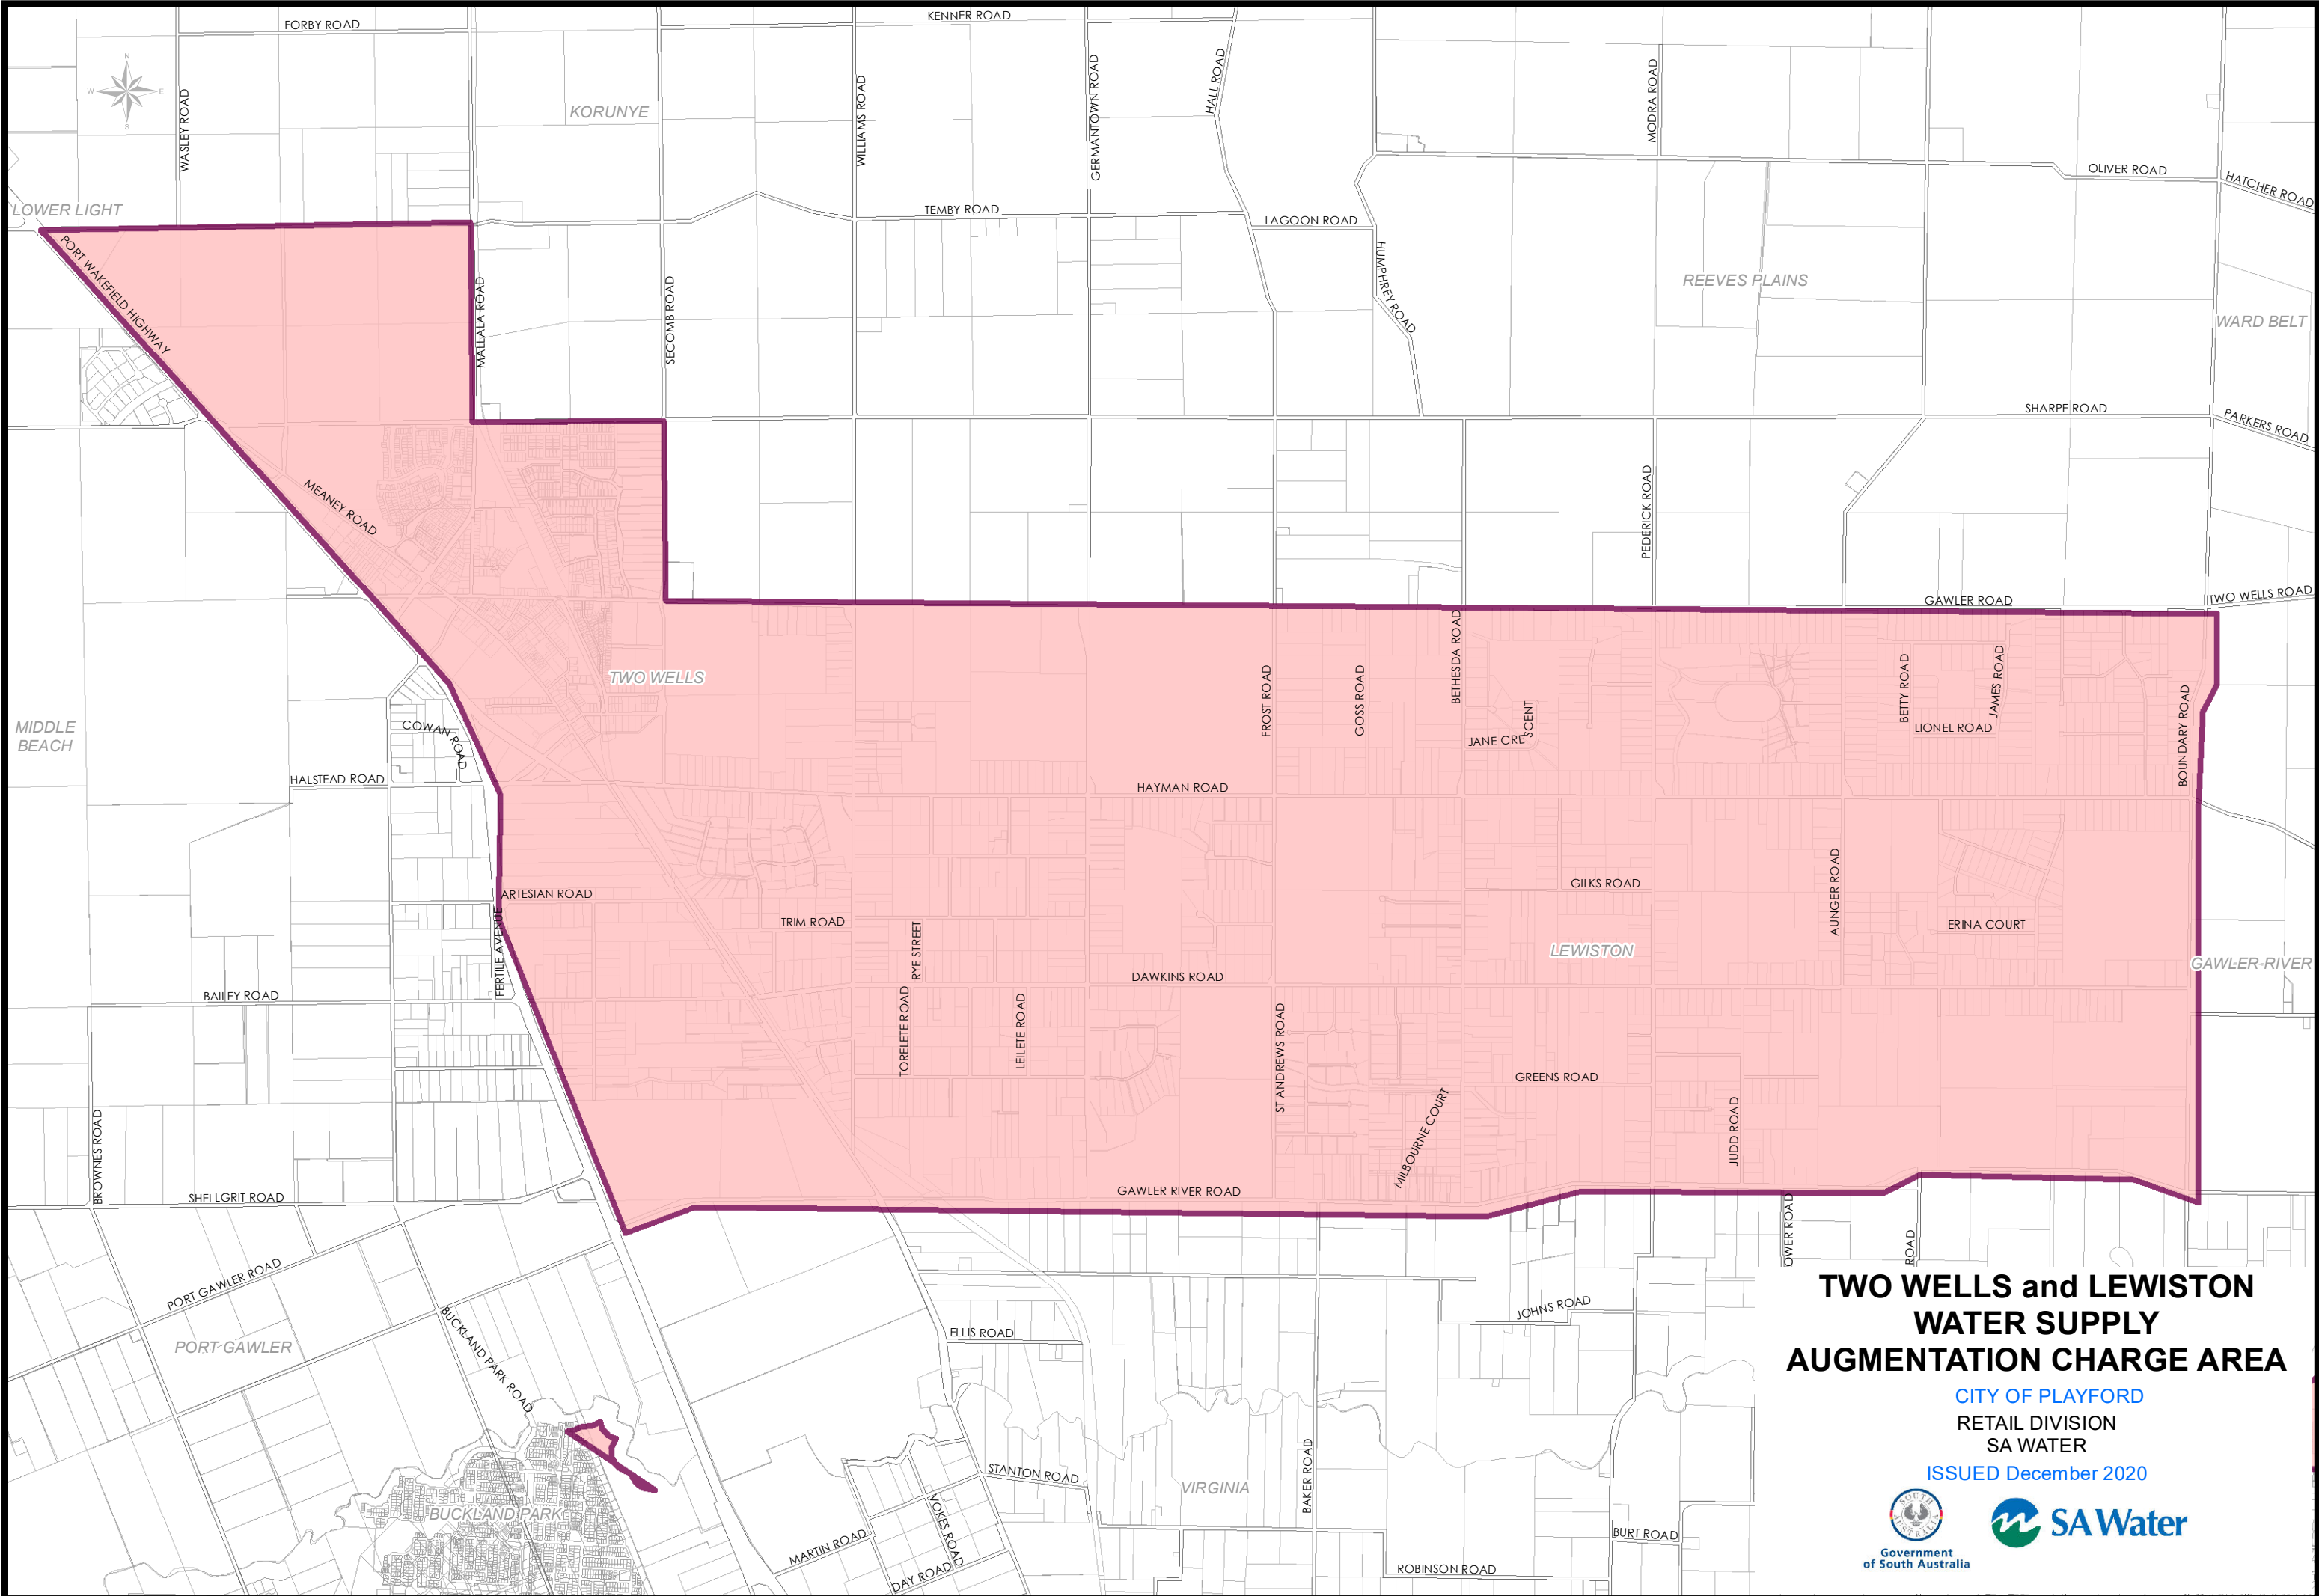 FORBY ROAD
KENNER ROAD
N
W
E
S
WASLEY ROAD
KORUNYE
WILLIAMS ROAD
GERMANTOWN ROAD
HALL ROAD
MODRA ROAD
OLIVER ROAD
HATCHER ROAD
LOWER LIGHT
TEMBY ROAD
LAGOON ROAD
PORT WAKEFIELD HIGHWAY
MALLALA ROAD
SECOMB ROAD
HUMPHREY ROAD
REEVES PLAINS
WARD BELT
SHARPE ROAD
PARKERS ROAD
MEANEY ROAD
PEDERICK ROAD
GAWLER ROAD
TWO WELLS ROAD
TWO WELLS
FROST ROAD
GOSS ROAD
BETHESDA ROAD
JANE CRE
SCENT
BETTY ROAD
JAMES ROAD
LIONEL ROAD
BOUNDARY ROAD
MIDDLE
BEACH
COWAN ROAD
HALSTEAD ROAD
HAYMAN ROAD
ARTESIAN ROAD
FERTILE AVENUE
TRIM ROAD
RYE STREET
GILKS ROAD
AUNGER ROAD
ERINA COURT
LEWISTON
GAWLER RIVER
DAWKINS ROAD
BAILEY ROAD
TORELETE ROAD
LEILETE ROAD
ST ANDREWS ROAD
GREENS ROAD
MILBOURNE COURT
JUDD ROAD
BROWNES ROAD
SHELLGRIT ROAD
GAWLER RIVER ROAD
OWER ROAD
ROAD
PORT GAWLER ROAD
BUCKLAND PARK ROAD
PORT GAWLER
ELLIS ROAD
JOHNS ROAD
STANTON ROAD
VIRGINIA
BAKER ROAD
BUCKLAND PARK
VOKES ROAD
MARTIN ROAD
DAY ROAD
BURT ROAD
ROBINSON ROAD
TWO WELLS and LEWISTON
WATER SUPPLY
AUGMENTATION CHARGE AREA
CITY OF PLAYFORD
RETAIL DIVISION
SA WATER
ISSUED December 2020
SOUTH AUSTRALIA
Government
of South Australia
SA Water